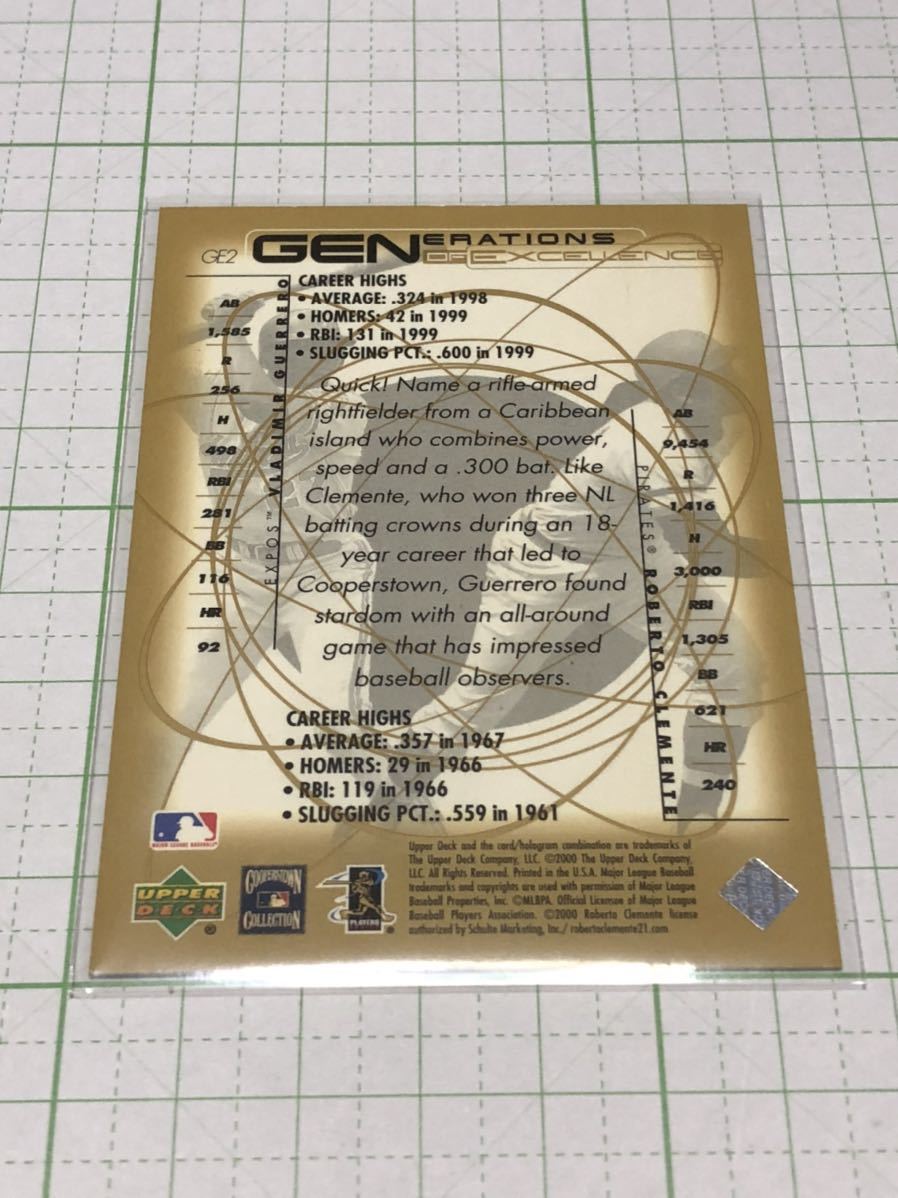 GE2
GENERATIONS
OF EXCELLENCE
CAREER HIGHS
• AVERAGE: .324 in 1998
• HOMERS: 42 in 1999
• RBI: 131 in 1999
• SLUGGING PCT.: .600 in 1999
AB
1,585
R
256
H
498
RBI
281
BB
116
HR
92
EXPOS™ VLADIMIR GUERRERO
Quick! Name a rifle-armed
rightfielder from a Caribbean
island who combines power,
speed and a .300 bat. Like
Clemente, who won three NL
batting crowns during an 18-
year career that led to
Cooperstown, Guerrero found
stardom with an all-around
game that has impressed
baseball observers.
PIRATES® ROBERTO CLEMENTE
AB
9,454
R
1,416
H
3,000
RBI
1,305
BB
621
HR
240
CAREER HIGHS
• AVERAGE: .357 in 1967
• HOMERS: 29 in 1966
• RBI: 119 in 1966
• SLUGGING PCT.: .559 in 1961
MAJOR LEAGUE BASEBALL
UPPER
DECK
®
COOPERSTOWN
COLLECTION
PLAYERS
Upper Deck and the card/hologram combination are trademarks of
The Upper Deck Company, LLC. ©2000 The Upper Deck Company,
LLC. All Rights Reserved. Printed in the U.S.A. Major League Baseball
trademarks and copyrights are used with permission of Major League
Baseball Properties, Inc. ©MLBPA. Official Licensee of Major League
Baseball Players Association. ©2000 Roberto Clemente license
authorized by Schulte Marketing, Inc./ robertoclemente21.com